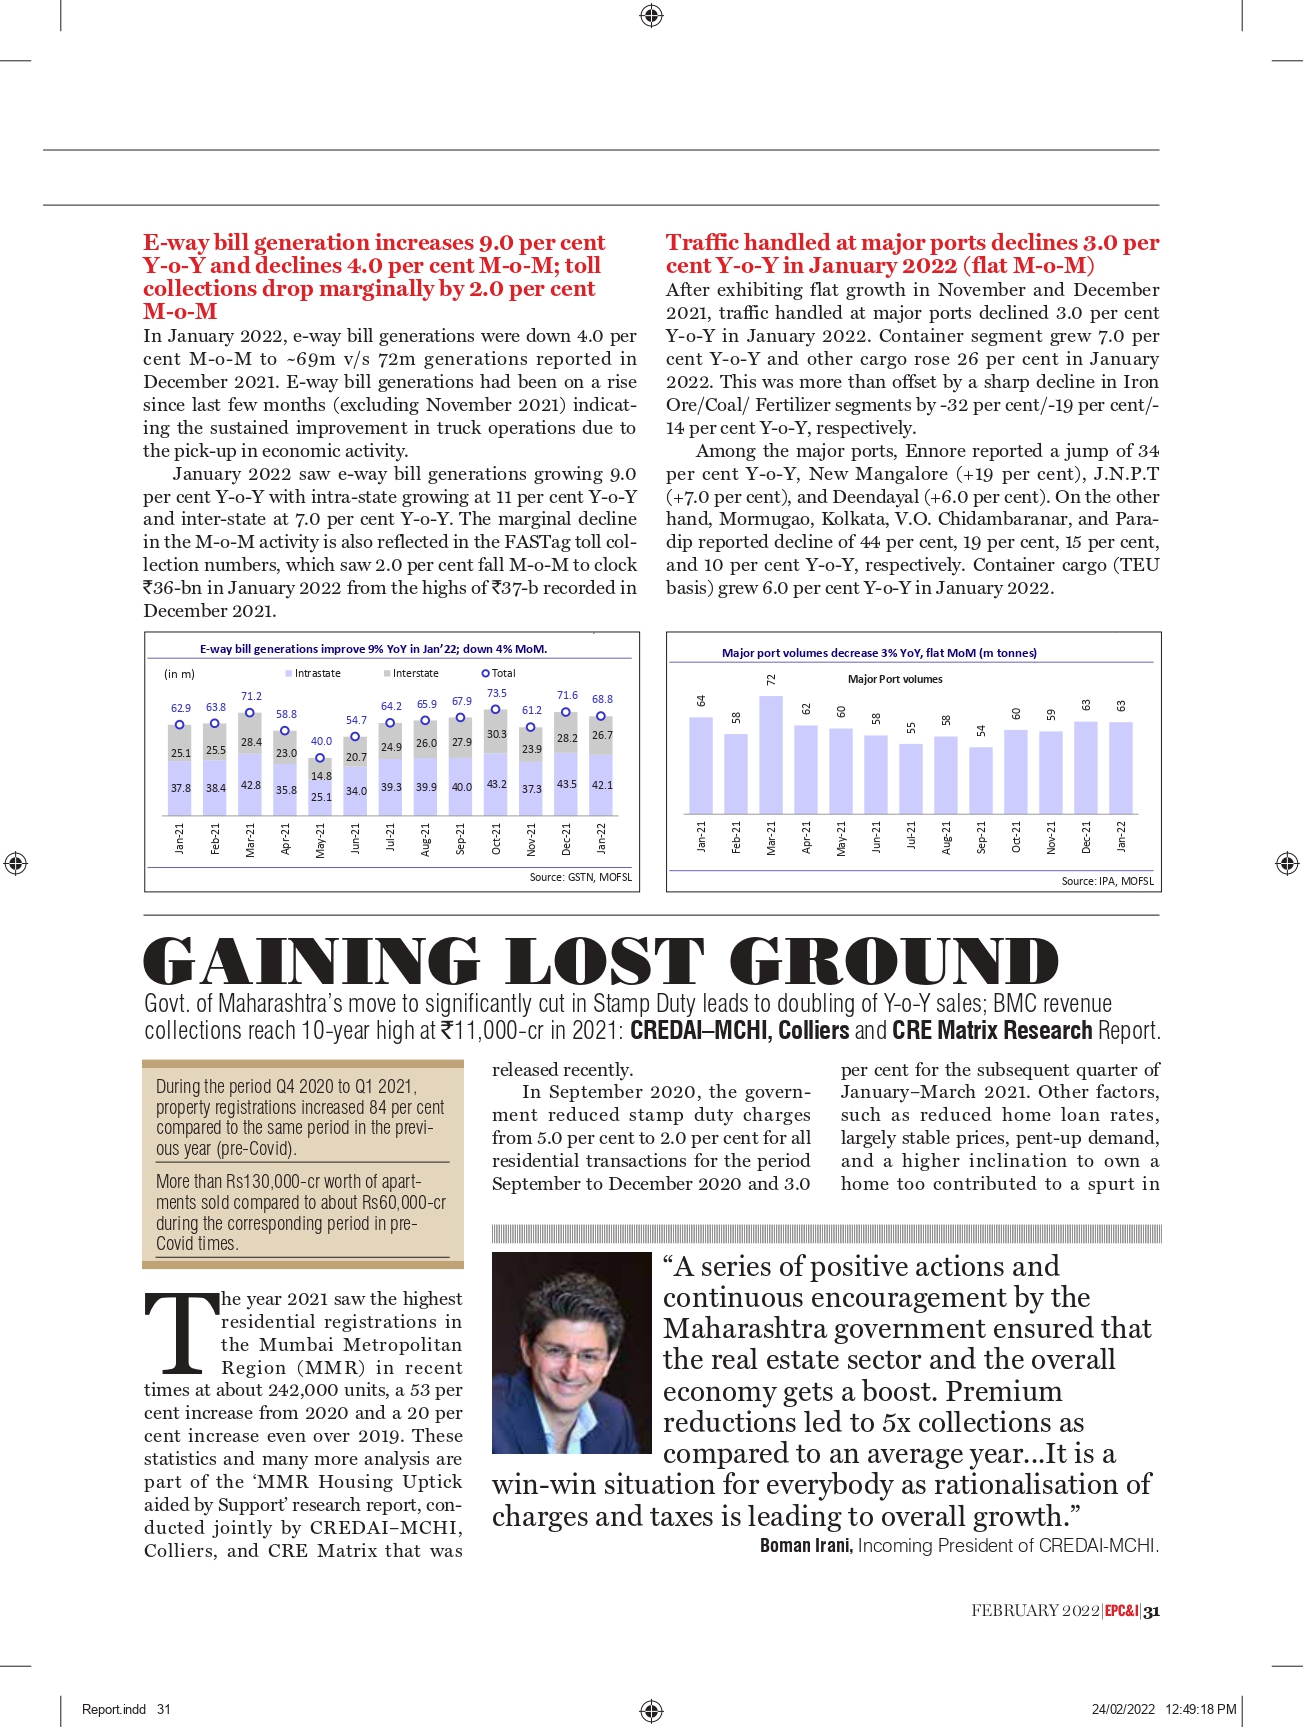 E-way bill generation increases 9.0 per cent
Y-o-Y and declines 4.0 per cent M-o-M; toll
collections drop marginally by 2.0 per cent
M-o-M
In January 2022, e-way bill generations were down 4.0 per
cent M-o-M to ~69m v/s 72m generations reported in
December 2021. E-way bill generations had been on a rise
since last few months (excluding November 2021) indicat-
ing the sustained improvement in truck operations due to
the pick-up in economic activity.
January 2022 saw e-way bill generations growing 9.0
per cent Y-o-Y with intra-state growing at 11 per cent Y-o-Y
and inter-state at 7.0 per cent Y-o-Y. The marginal decline
in the M-o-M activity is also reflected in the FASTag toll col-
lection numbers, which saw 2.0 per cent fall M-o-M to clock
₹36-bn in January 2022 from the highs of ₹37-b recorded in
December 2021.
E-way bill generations improve 9% YoY in Jan'22; down 4% MoM.
(in m)
Intrastate Interstate Total
62.9 63.8 71.2 58.8 40.0 54.7 64.2 65.9 67.9 73.5 61.2 71.6 68.8
25.1 25.5 28.4 23.0 14.8 20.7 24.9 26.0 27.9 30.3 23.9 28.2 26.7
37.8 38.4 42.8 35.8 25.1 34.0 39.3 39.9 40.0 43.2 37.3 43.5 42.1
Jan-21 Feb-21 Mar-21 Apr-21 May-21 Jun-21 Jul-21 Aug-21 Sep-21 Oct-21 Nov-21 Dec-21 Jan-22
Source: GSTN, MOFSL
Traffic handled at major ports declines 3.0 per
cent Y-o-Y in January 2022 (flat M-o-M)
After exhibiting flat growth in November and December
2021, traffic handled at major ports declined 3.0 per cent
Y-o-Y in January 2022. Container segment grew 7.0 per
cent Y-o-Y and other cargo rose 26 per cent in January
2022. This was more than offset by a sharp decline in Iron
Ore/Coal/ Fertilizer segments by -32 per cent/-19 per cent/-
14 per cent Y-o-Y, respectively.
Among the major ports, Ennore reported a jump of 34
per cent Y-o-Y, New Mangalore (+19 per cent), J.N.P.T
(+7.0 per cent), and Deendayal (+6.0 per cent). On the other
hand, Mormugao, Kolkata, V.O. Chidambaranar, and Para-
dip reported decline of 44 per cent, 19 per cent, 15 per cent,
and 10 per cent Y-o-Y, respectively. Container cargo (TEU
basis) grew 6.0 per cent Y-o-Y in January 2022.
Major port volumes decrease 3% YoY, flat MoM (m tonnes)
Major Port volumes
64 58 72 62 60 58 55 58 54 60 59 63 63
Jan-21 Feb-21 Mar-21 Apr-21 May-21 Jun-21 Jul-21 Aug-21 Sep-21 Oct-21 Nov-21 Dec-21 Jan-22
Source: IPA, MOFSL
GAINING LOST GROUND
Govt. of Maharashtra's move to significantly cut in Stamp Duty leads to doubling of Y-o-Y sales; BMC revenue
collections reach 10-year high at ₹11,000-cr in 2021: CREDAI–MCHI, Colliers and CRE Matrix Research Report.
During the period Q4 2020 to Q1 2021,
property registrations increased 84 per cent
compared to the same period in the previ-
ous year (pre-Covid).
More than Rs130,000-cr worth of apart-
ments sold compared to about Rs60,000-cr
during the corresponding period in pre-
Covid times.
The year 2021 saw the highest
residential registrations in
the Mumbai Metropolitan
Region (MMR) in recent
times at about 242,000 units, a 53 per
cent increase from 2020 and a 20 per
cent increase even over 2019. These
statistics and many more analysis are
part of the 'MMR Housing Uptick
aided by Support' research report, con-
ducted jointly by CREDAI–MCHI,
Colliers, and CRE Matrix that was
released recently.
In September 2020, the govern-
ment reduced stamp duty charges
from 5.0 per cent to 2.0 per cent for all
residential transactions for the period
September to December 2020 and 3.0
per cent for the subsequent quarter of
January–March 2021. Other factors,
such as reduced home loan rates,
largely stable prices, pent-up demand,
and a higher inclination to own a
home too contributed to a spurt in
“A series of positive actions and
continuous encouragement by the
Maharashtra government ensured that
the real estate sector and the overall
economy gets a boost. Premium
reductions led to 5x collections as
compared to an average year...It is a
win-win situation for everybody as rationalisation of
charges and taxes is leading to overall growth.”
Boman Irani, Incoming President of CREDAI-MCHI.
FEBRUARY 2022|EPC&I|31
Report.indd 31
24/02/2022 12:49:18 PM